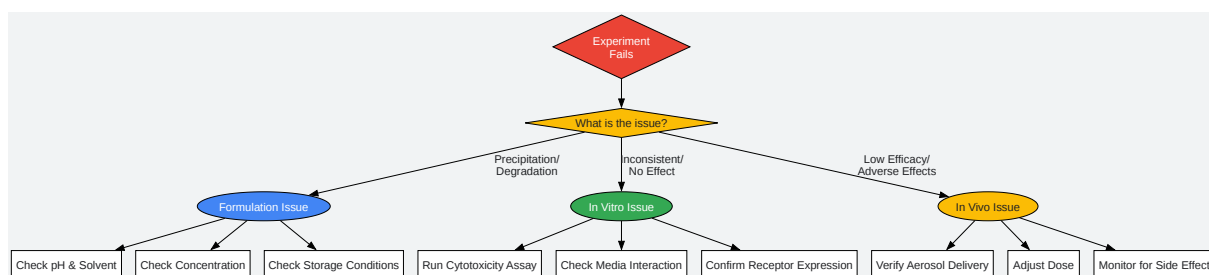 Experiment
Fails
What is the issue?
Precipitation/
Degradation
Inconsistent/
No Effect
Low Efficacy/
Adverse Effects
Formulation Issue
In Vitro Issue
In Vivo Issue
Check pH & Solvent
Check Concentration
Check Storage Conditions
Run Cytotoxicity Assay
Check Media Interaction
Confirm Receptor Expression
Verify Aerosol Delivery
Adjust Dose
Monitor for Side Effect